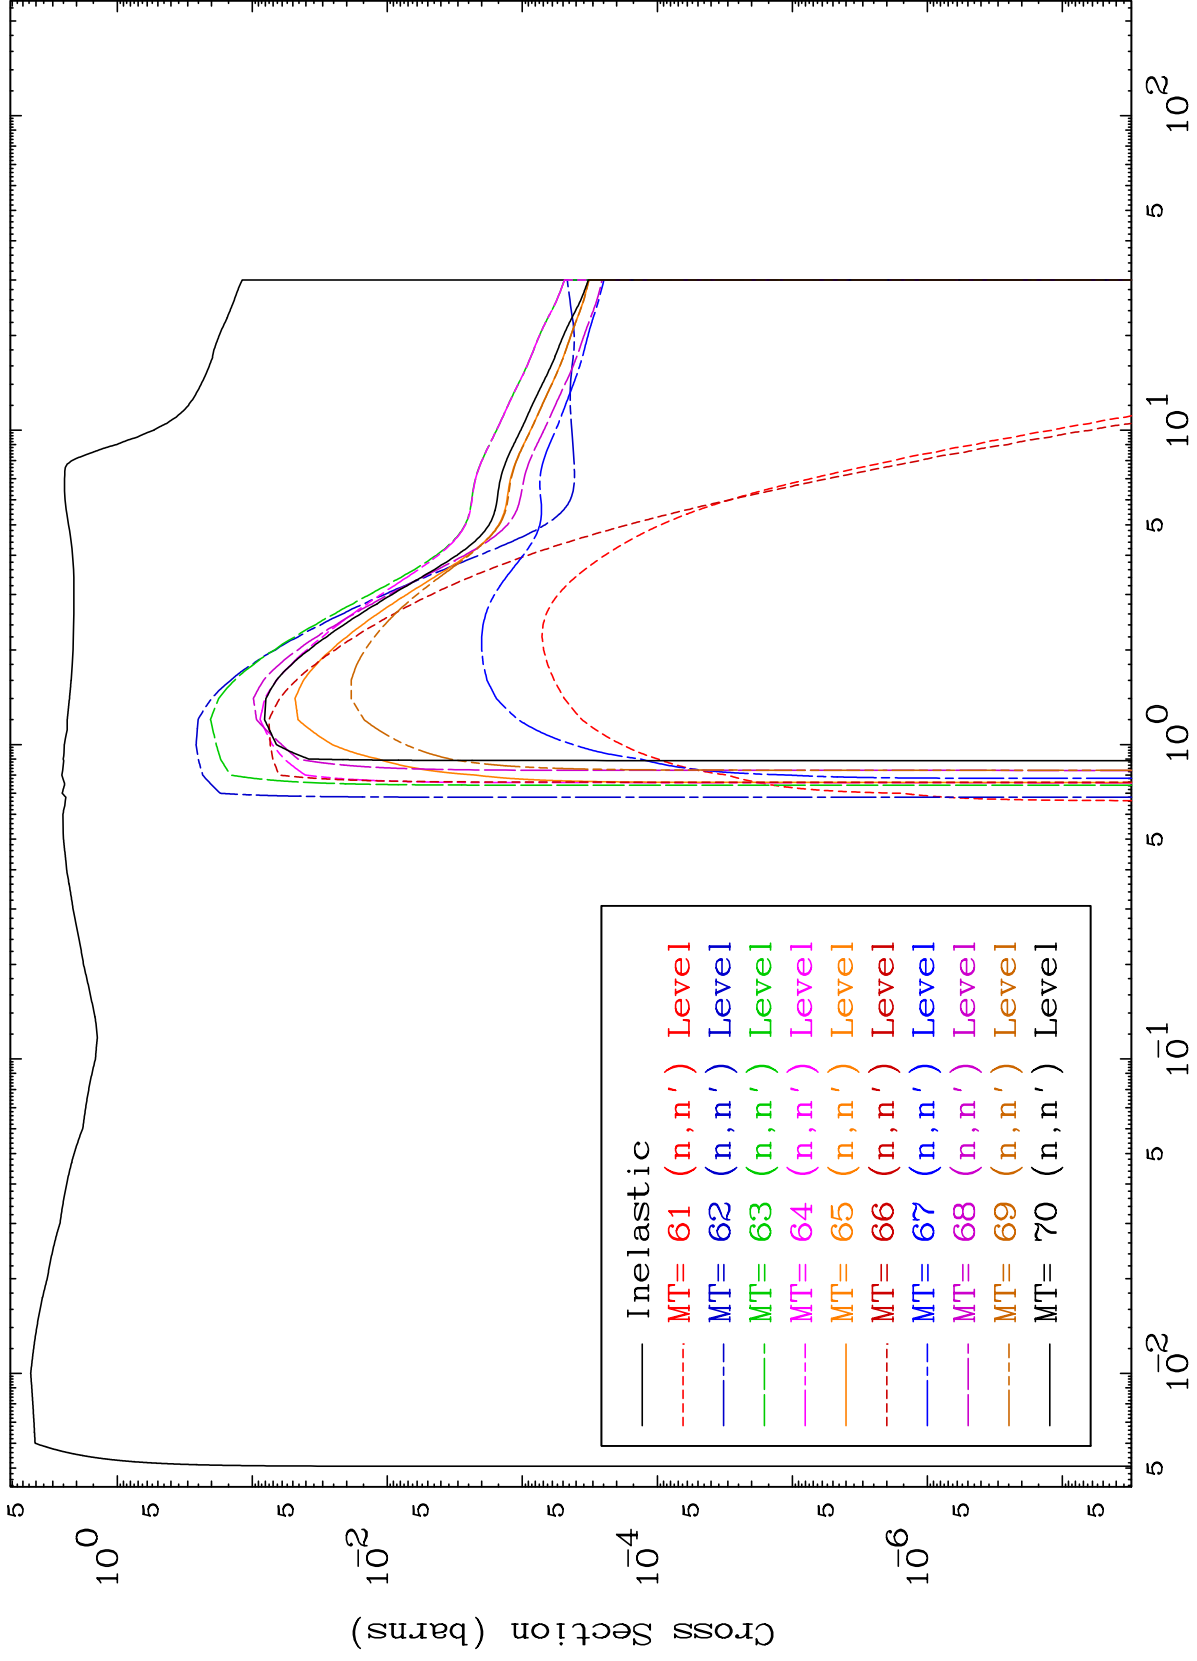 Cross Section (barns)
5
10^0
5
5
10^-2
5
5
10^-4
5
5
10^-6
5
5
10^-2
5
10^-1
5
10^0
5
10^1
5
10^2
Inelastic
MT= 61 (n,n') Level
MT= 62 (n,n') Level
MT= 63 (n,n') Level
MT= 64 (n,n') Level
MT= 65 (n,n') Level
MT= 66 (n,n') Level
MT= 67 (n,n') Level
MT= 68 (n,n') Level
MT= 69 (n,n') Level
MT= 70 (n,n') Level